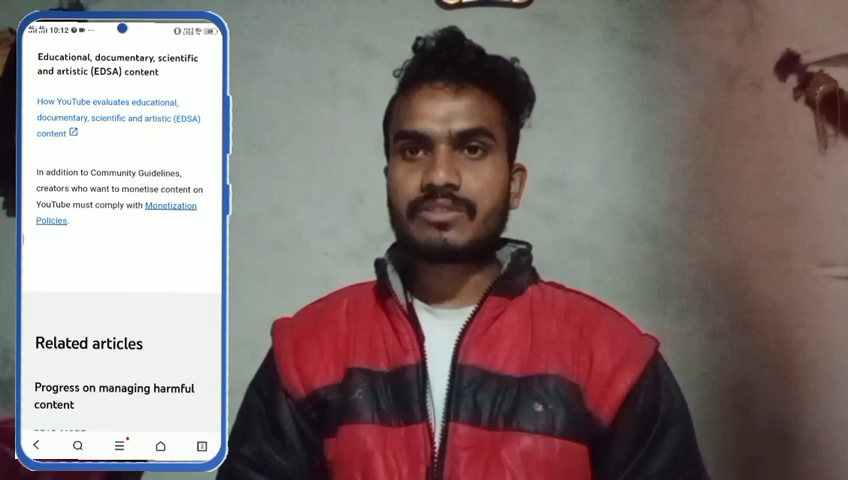 10:12
Educational, documentary, scientific
and artistic (EDSA) content
How YouTube evaluates educational,
documentary, scientific and artistic (EDSA)
content
In addition to Community Guidelines,
creators who want to monetise content on
YouTube must comply with Monetization
Policies.
Related articles
Progress on managing harmful
content